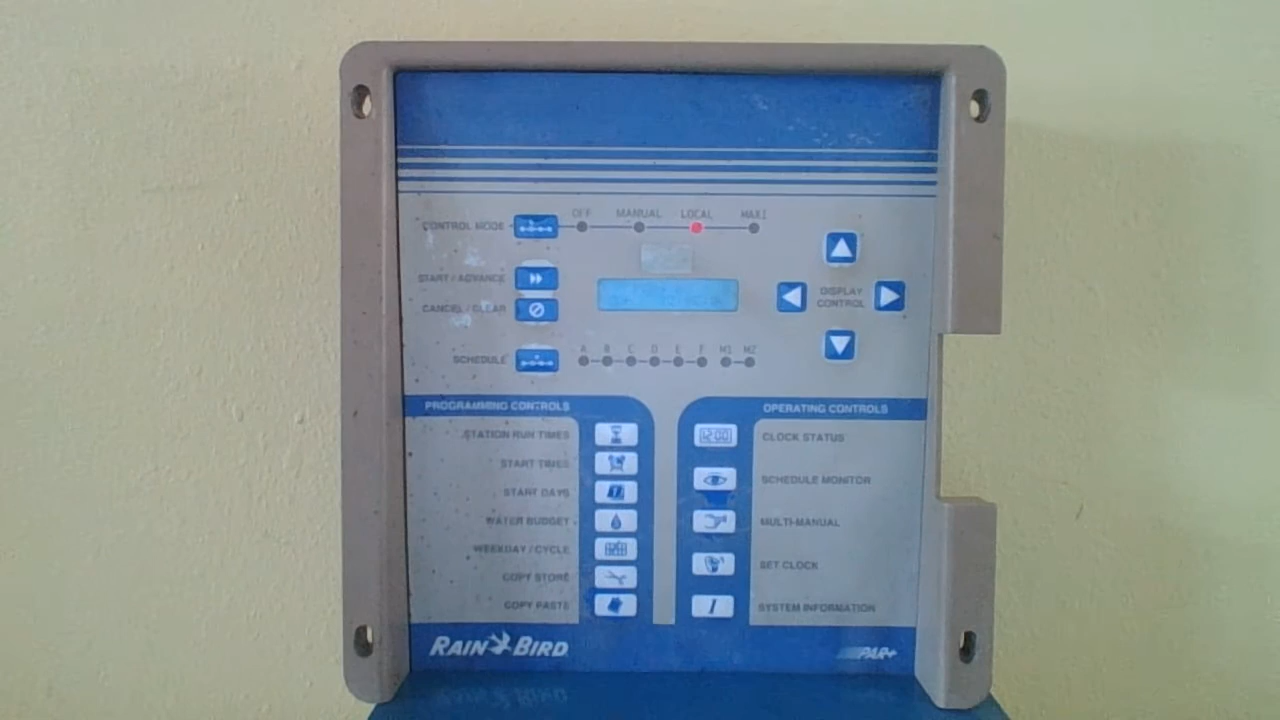 OFF MANUAL LOCAL MAXI
CONTROL MODE
START / ADVANCE
CANCEL / CLEAR
DISPLAY
CONTROL
SCHEDULE
A B C D E F M1 M2
PROGRAMMING CONTROLS
STATION RUN TIMES
START TIMES
START DAYS
WATER BUDGET
WEEKDAY / CYCLE
COPY STORE
COPY PASTE
OPERATING CONTROLS
12:00
CLOCK STATUS
SCHEDULE MONITOR
MULTI-MANUAL
SET CLOCK
SYSTEM INFORMATION
RAIN BIRD
PAR+